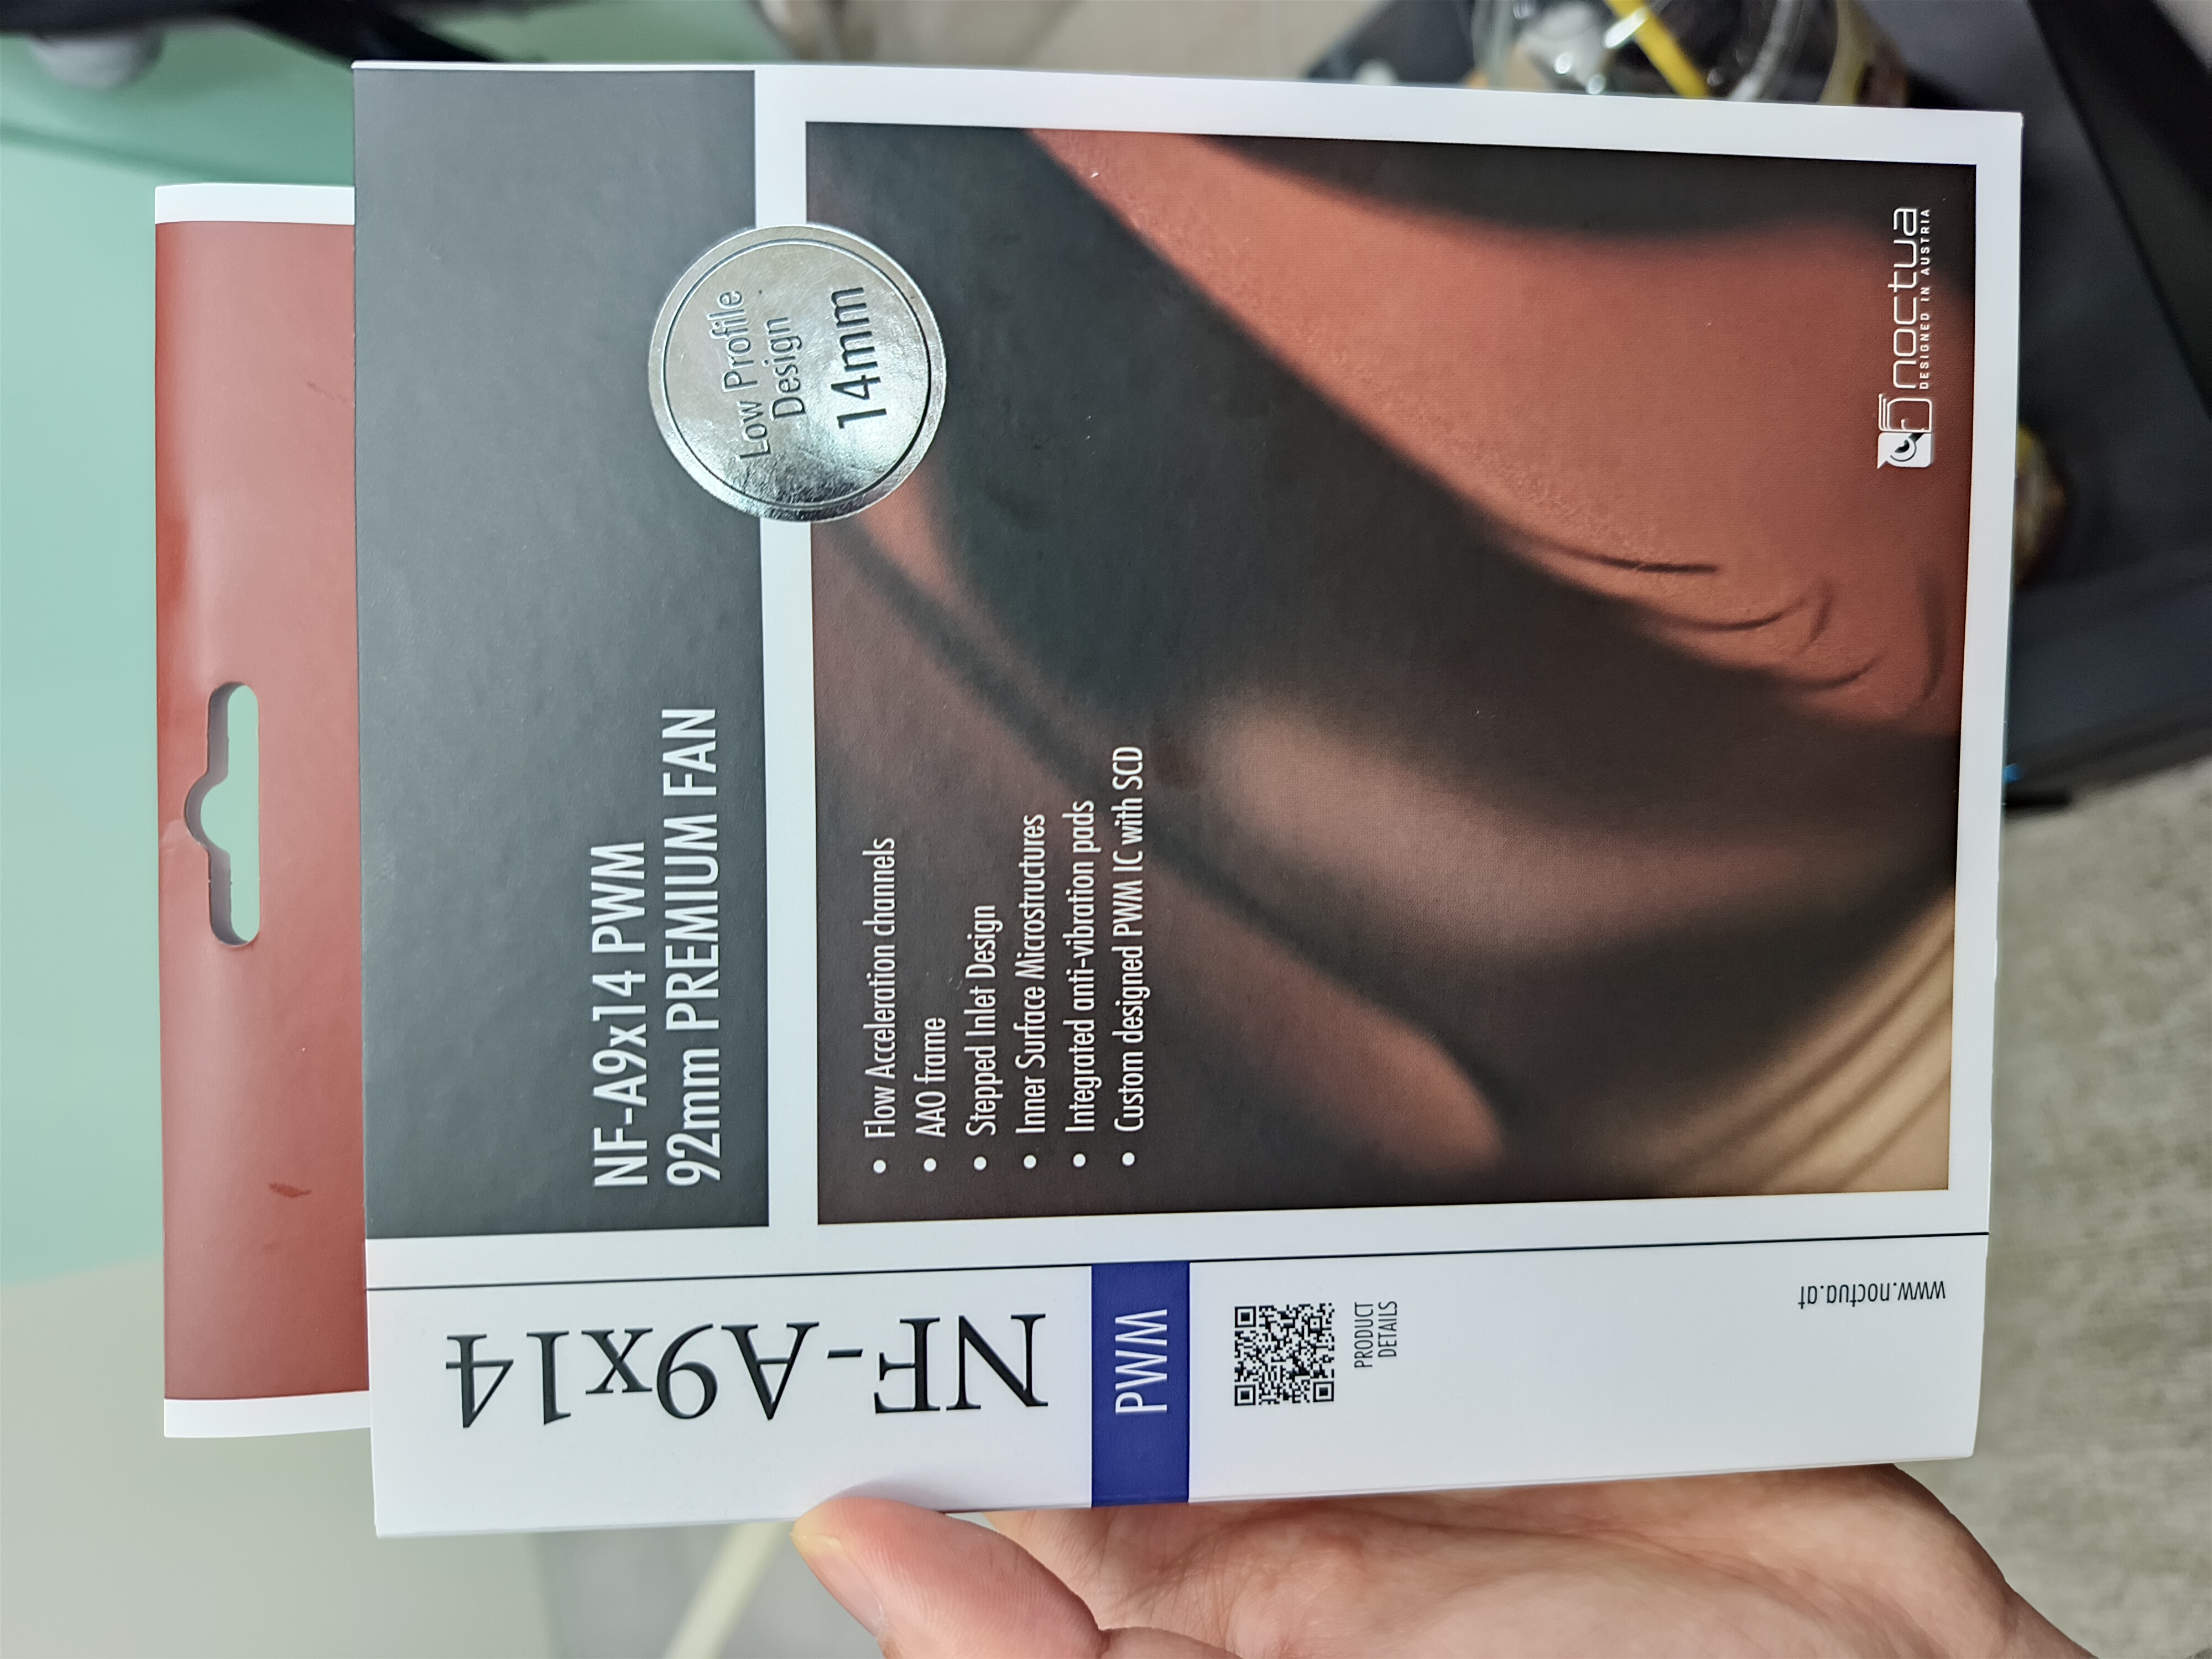 NF-A9x14 PWM
92mm PREMIUM FAN
Low Profile
Design
14mm
• Flow Acceleration channels
• AAO frame
• Stepped Inlet Design
• Inner Surface Microstructures
• Integrated anti-vibration pads
• Custom designed PWM IC with SCD
noctua
DESIGNED IN AUSTRIA
NF-A9x14
PWM
PRODUCT
DETAILS
www.noctua.at